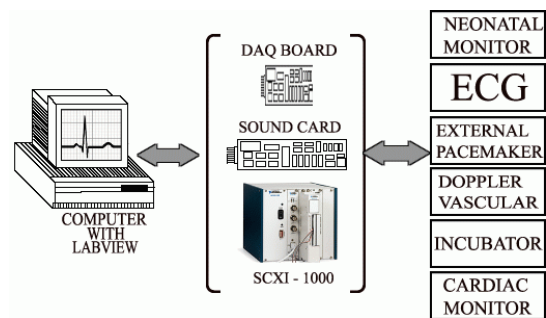 COMPUTER
WITH
LABVIEW
DAQ BOARD
SOUND CARD
SCXI - 1000
NEONATAL
MONITOR
ECG
EXTERNAL
PACEMAKER
DOPPLER
VASCULAR
INCUBATOR
CARDIAC
MONITOR